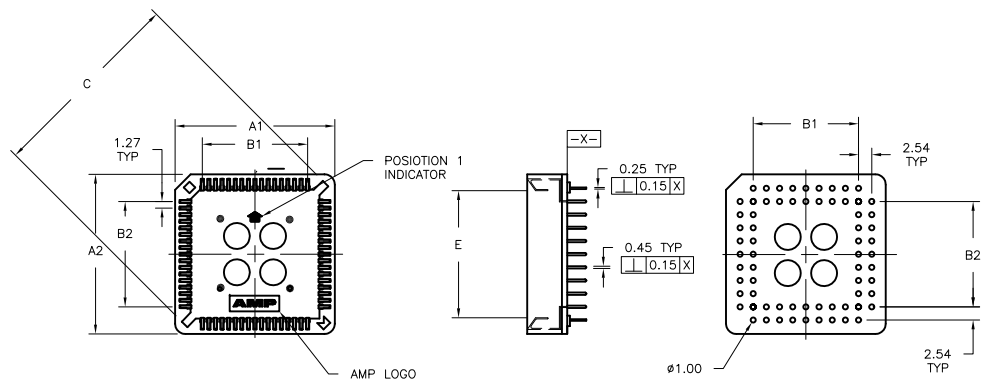 C
A1
1.27
TYP
B1
POSIOTION 1
INDICATOR
B2
A2
AMP
AMP LOGO
-X-
0.25 TYP
⊥ 0.15 X
E
0.45 TYP
⊥ 0.15 X
B1
2.54
TYP
B2
ø1.00
2.54
TYP